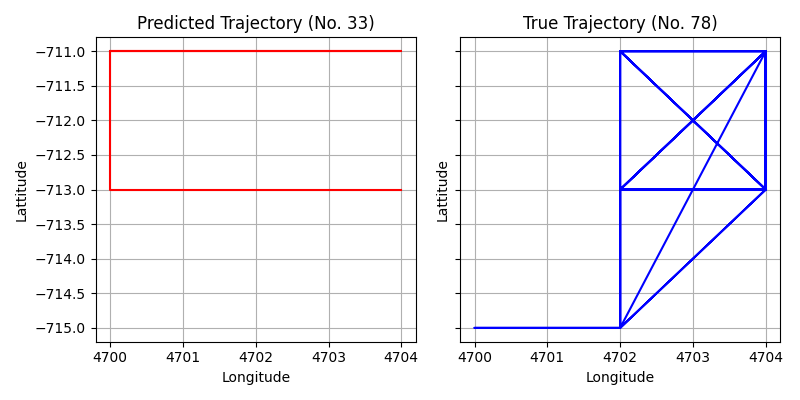 Predicted Trajectory (No. 33)
True Trajectory (No. 78)
−711.0
−711.5
−712.0
−712.5
−713.0
−713.5
−714.0
−714.5
−715.0
Lattitude
Lattitude
4700 4701 4702 4703 4704
4700 4701 4702 4703 4704
Longitude
Longitude